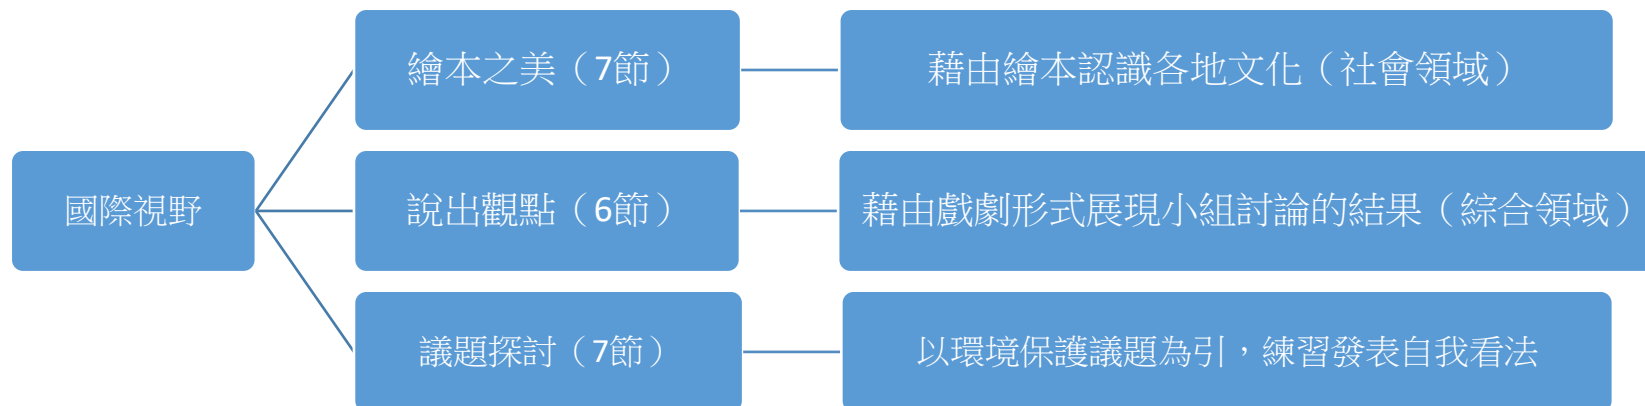 國際視野
繪本之美（7節）
藉由繪本認識各地文化（社會領域）
說出觀點（6節）
藉由戲劇形式展現小組討論的結果（綜合領域）
議題探討（7節）
以環境保護議題為引，練習發表自我看法